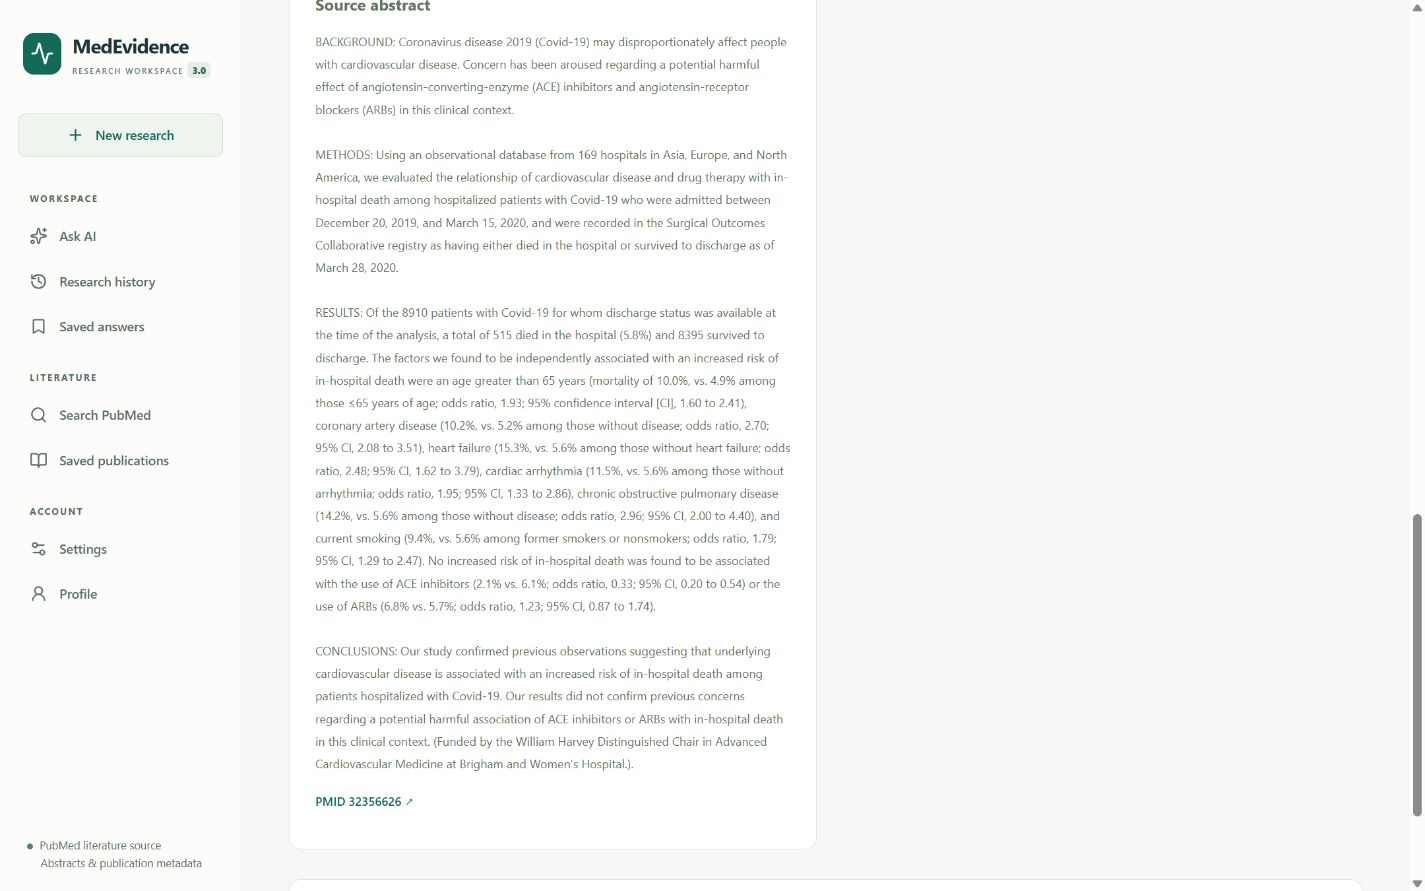 MedEvidence
RESEARCH WORKSPACE 3.0
New research
WORKSPACE
Ask AI
Research history
Saved answers
LITERATURE
Search PubMed
Saved publications
ACCOUNT
Settings
Profile
PubMed literature source
Abstracts & publication metadata
Source abstract
BACKGROUND: Coronavirus disease 2019 (Covid-19) may disproportionately affect people
with cardiovascular disease. Concern has been aroused regarding a potential harmful
effect of angiotensin-converting-enzyme (ACE) inhibitors and angiotensin-receptor
blockers (ARBs) in this clinical context.
METHODS: Using an observational database from 169 hospitals in Asia, Europe, and North
America, we evaluated the relationship of cardiovascular disease and drug therapy with in-
hospital death among hospitalized patients with Covid-19 who were admitted between
December 20, 2019, and March 15, 2020, and were recorded in the Surgical Outcomes
Collaborative registry as having either died in the hospital or survived to discharge as of
March 28, 2020.
RESULTS: Of the 8910 patients with Covid-19 for whom discharge status was available at
the time of the analysis, a total of 515 died in the hospital (5.8%) and 8395 survived to
discharge. The factors we found to be independently associated with an increased risk of
in-hospital death were an age greater than 65 years (mortality of 10.0%, vs. 4.9% among
those ≤65 years of age; odds ratio, 1.93; 95% confidence interval [CI], 1.60 to 2.41),
coronary artery disease (10.2%, vs. 5.2% among those without disease; odds ratio, 2.70;
95% CI, 2.08 to 3.51), heart failure (15.3%, vs. 5.6% among those without heart failure; odds
ratio, 2.48; 95% CI, 1.62 to 3.79), cardiac arrhythmia (11.5%, vs. 5.6% among those without
arrhythmia; odds ratio, 1.95; 95% CI, 1.33 to 2.86), chronic obstructive pulmonary disease
(14.2%, vs. 5.6% among those without disease; odds ratio, 2.96; 95% CI, 2.00 to 4.40), and
current smoking (9.4%, vs. 5.6% among former smokers or nonsmokers; odds ratio, 1.79;
95% CI, 1.29 to 2.47). No increased risk of in-hospital death was found to be associated
with the use of ACE inhibitors (2.1% vs. 6.1%; odds ratio, 0.33; 95% CI, 0.20 to 0.54) or the
use of ARBs (6.8% vs. 5.7%; odds ratio, 1.23; 95% CI, 0.87 to 1.74).
CONCLUSIONS: Our study confirmed previous observations suggesting that underlying
cardiovascular disease is associated with an increased risk of in-hospital death among
patients hospitalized with Covid-19. Our results did not confirm previous concerns
regarding a potential harmful association of ACE inhibitors or ARBs with in-hospital death
in this clinical context. (Funded by the William Harvey Distinguished Chair in Advanced
Cardiovascular Medicine at Brigham and Women's Hospital.).
PMID 32356626 ↗